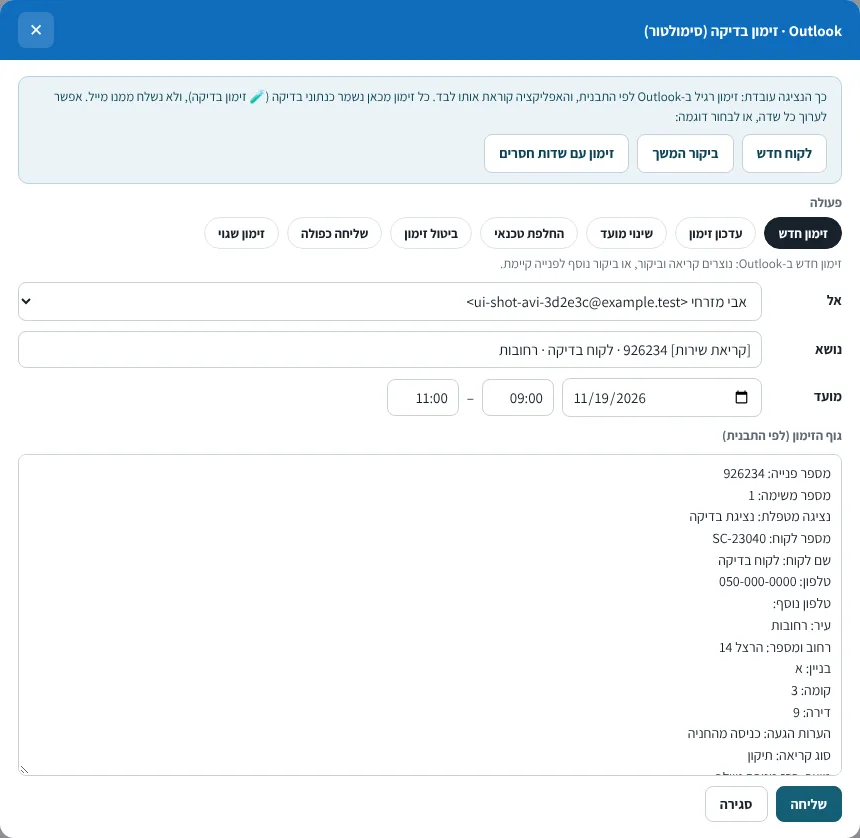 Outlook · זימון בדיקה (סימולטור)
×
כך הנציגה עובדת: זימון רגיל ב-Outlook לפי התבנית, והאפליקציה קוראת אותו לבד. כל זימון מכאן נשמר כנתוני בדיקה (🧪 זימון בדיקה), ולא נשלח ממנו מייל. אפשר
לערוך כל שדה, או לבחור דוגמה:
לקוח חדש ביקור המשך זימון עם שדות חסרים
פעולה
זימון חדש עדכון זימון שינוי מועד החלפת טכנאי ביטול זימון שליחה כפולה זימון שגוי
זימון חדש ב-Outlook: נוצרים קריאה וביקור, או ביקור נוסף לפנייה קיימת.
אל אבי מזרחי <ui-shot-avi-3d2e3c@example.test>
נושא [קריאת שירות] 926234 · לקוח בדיקה · רחובות
מועד 11/19/2026 09:00 – 11:00
גוף הזימון (לפי התבנית)
מספר פנייה: 926234
מספר משימה: 1
נציגה מטפלת: נציגת בדיקה
מספר לקוח: SC-23040
שם לקוח: לקוח בדיקה
טלפון: 050-000-0000
טלפון נוסף:
עיר: רחובות
רחוב ומספר: הרצל 14
בניין: א
קומה: 3
דירה: 9
הערות הגעה: כניסה מהחניה
סוג קריאה: תיקון
שליחה סגירה